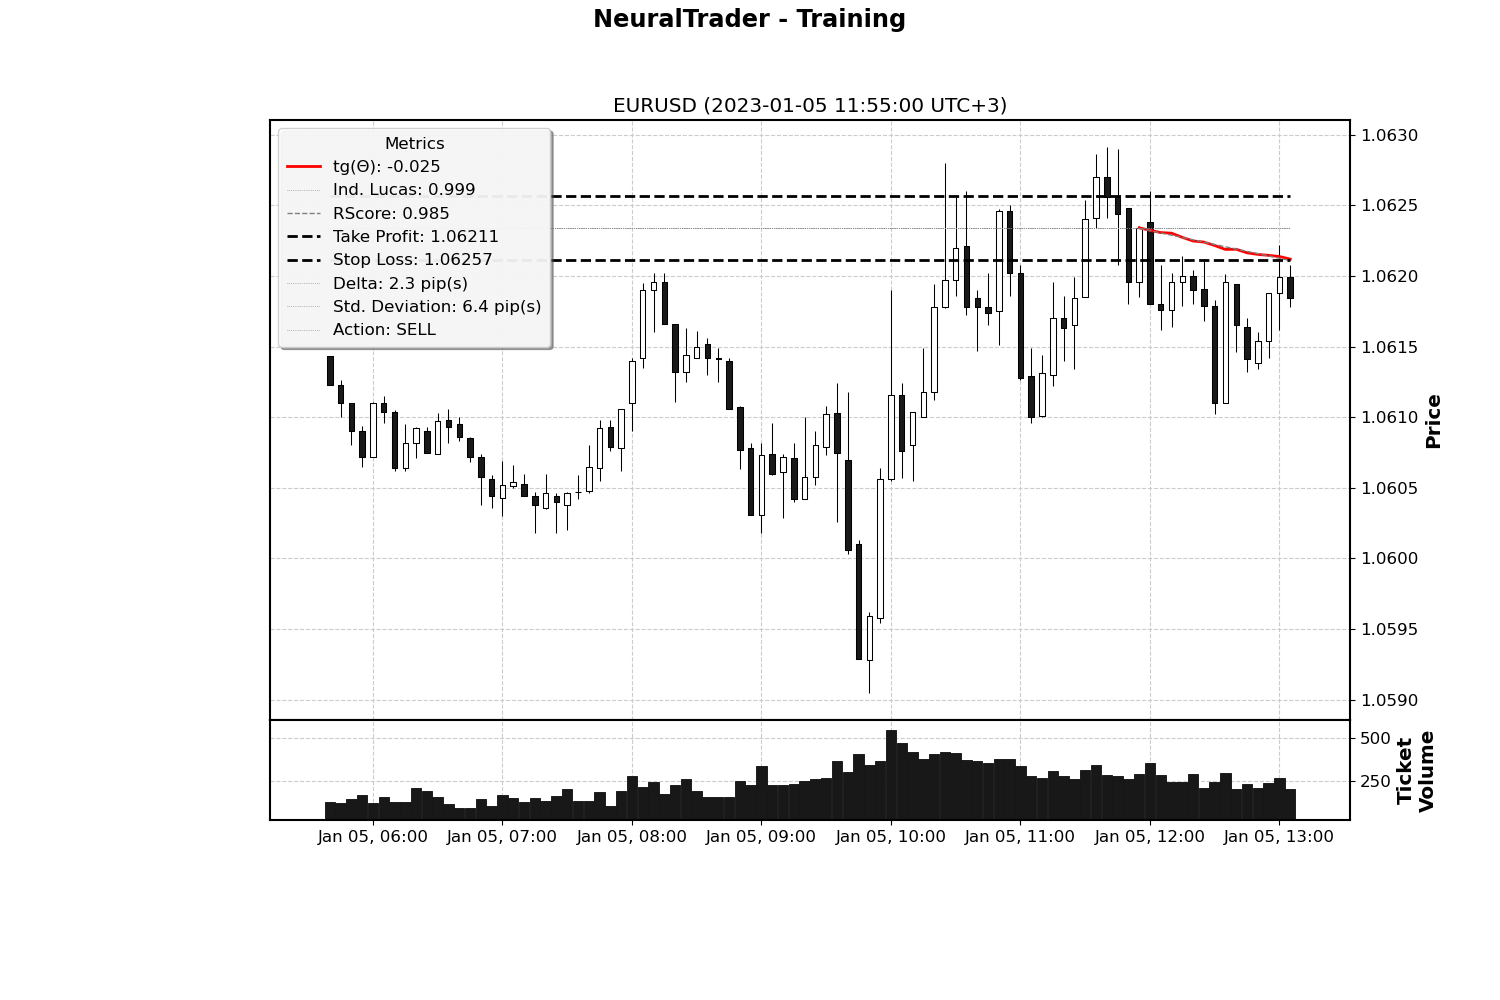 NeuralTrader - Training
EURUSD (2023-01-05 11:55:00 UTC+3)
Metrics
tg(Θ): -0.025
Ind. Lucas: 0.999
RScore: 0.985
Take Profit: 1.06211
Stop Loss: 1.06257
Delta: 2.3 pip(s)
Std. Deviation: 6.4 pip(s)
Action: SELL
1.0630
1.0625
1.0620
1.0615
1.0610
1.0605
1.0600
1.0595
1.0590
Price
500
250
Ticket
Volume
Jan 05, 06:00
Jan 05, 07:00
Jan 05, 08:00
Jan 05, 09:00
Jan 05, 10:00
Jan 05, 11:00
Jan 05, 12:00
Jan 05, 13:00